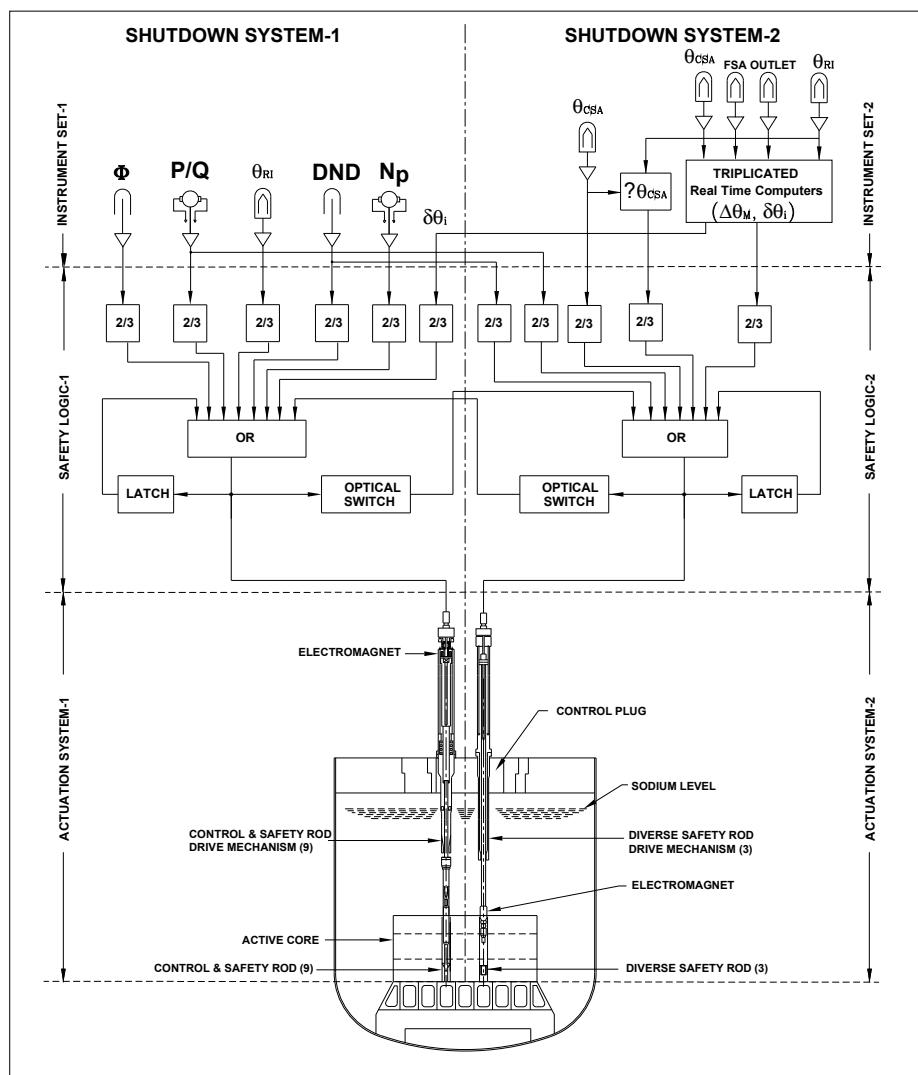 SHUTDOWN SYSTEM-1
SHUTDOWN SYSTEM-2
INSTRUMENT SET-1
SAFETY LOGIC-1
ACTUATION SYSTEM-1
INSTRUMENT SET-2
SAFETY LOGIC-2
ACTUATION SYSTEM-2
θCSA
FSA OUTLET
θRI
θCSA
Φ
P/Q
θRI
DND
Np
δθi
?θCSA
TRIPLICATED
Real Time Computers
(ΔθM, δθi)
2/3
2/3
2/3
2/3
2/3
2/3
2/3
2/3
2/3
2/3
2/3
OR
OR
LATCH
OPTICAL
SWITCH
OPTICAL
SWITCH
LATCH
ELECTROMAGNET
CONTROL PLUG
SODIUM LEVEL
CONTROL & SAFETY ROD
DRIVE MECHANISM (9)
DIVERSE SAFETY ROD
DRIVE MECHANISM (3)
ELECTROMAGNET
ACTIVE CORE
CONTROL & SAFETY ROD (9)
DIVERSE SAFETY ROD (3)